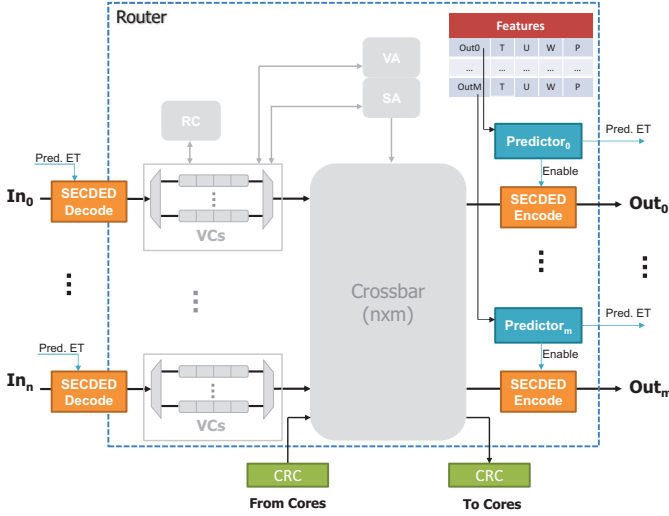 Router
Features
Out0 T U W P
... ... ... ... ...
OutM T U W P
VA
SA
RC
Predictor0
Pred. ET
Enable
Pred. ET
In0
SECDED
Decode
VCs
SECDED
Encode
Out0
Crossbar
(nxm)
Predictorm
Pred. ET
Enable
Pred. ET
Inn
SECDED
Decode
VCs
SECDED
Encode
Outm
CRC
From Cores
CRC
To Cores